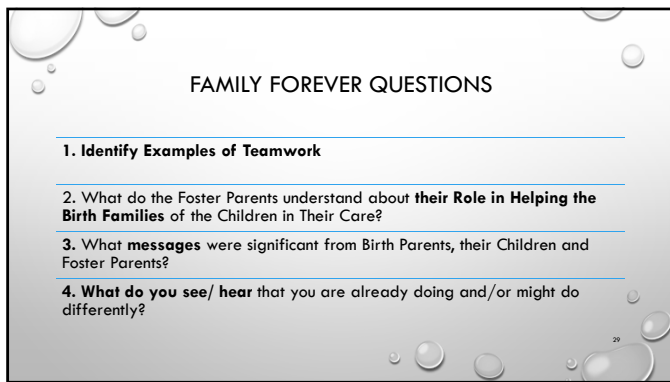 FAMILY FOREVER QUESTIONS
1. Identify Examples of Teamwork
2. What do the Foster Parents understand about their Role in Helping the
Birth Families of the Children in Their Care?
3. What messages were significant from Birth Parents, their Children and
Foster Parents?
4. What do you see/ hear that you are already doing and/or might do
differently?
29